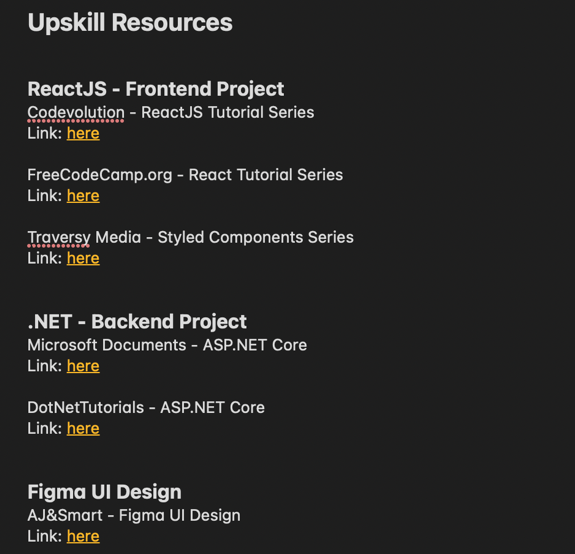 Upskill Resources
ReactJS - Frontend Project
Codevolution - ReactJS Tutorial Series
Link: here
FreeCodeCamp.org - React Tutorial Series
Link: here
Traversy Media - Styled Components Series
Link: here
.NET - Backend Project
Microsoft Documents - ASP.NET Core
Link: here
DotNetTutorials - ASP.NET Core
Link: here
Figma UI Design
AJ&Smart - Figma UI Design
Link: here